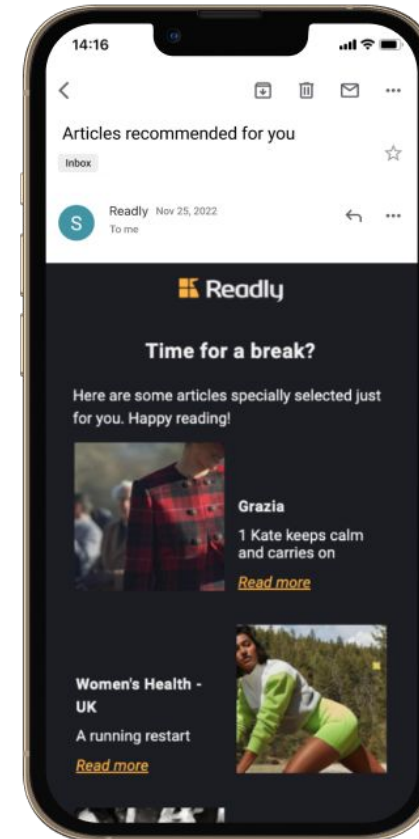 14:16
Articles recommended for you
Inbox
S
Readly Nov 25, 2022
To me
Readly
Time for a break?
Here are some articles specially selected just
for you. Happy reading!
Grazia
1 Kate keeps calm
and carries on
Read more
Women's Health -
UK
A running restart
Read more